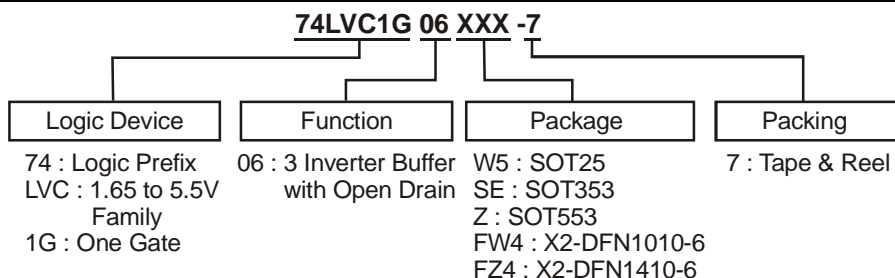 74LVC1G 06 XXX -7
Logic Device
74 : Logic Prefix
LVC : 1.65 to 5.5V
Family
1G : One Gate
Function
06 : 3 Inverter Buffer
with Open Drain
Package
W5 : SOT25
SE : SOT353
Z : SOT553
FW4 : X2-DFN1010-6
FZ4 : X2-DFN1410-6
Packing
7 : Tape & Reel